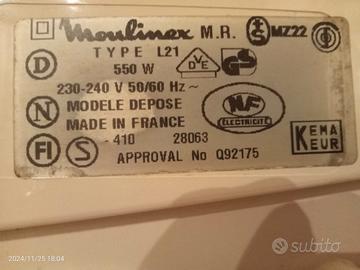 Moulinex M.R. S MZ22
TYPE L21
D 550 W VDE GS
230-240 V 50/60 Hz ~
N MODELE DEPOSE NF
MADE IN FRANCE ELECTRICITE
FI S - 410 28063 KEMA
APPROVAL No Q92175 KEUR
2024/11/25 18:04
subito